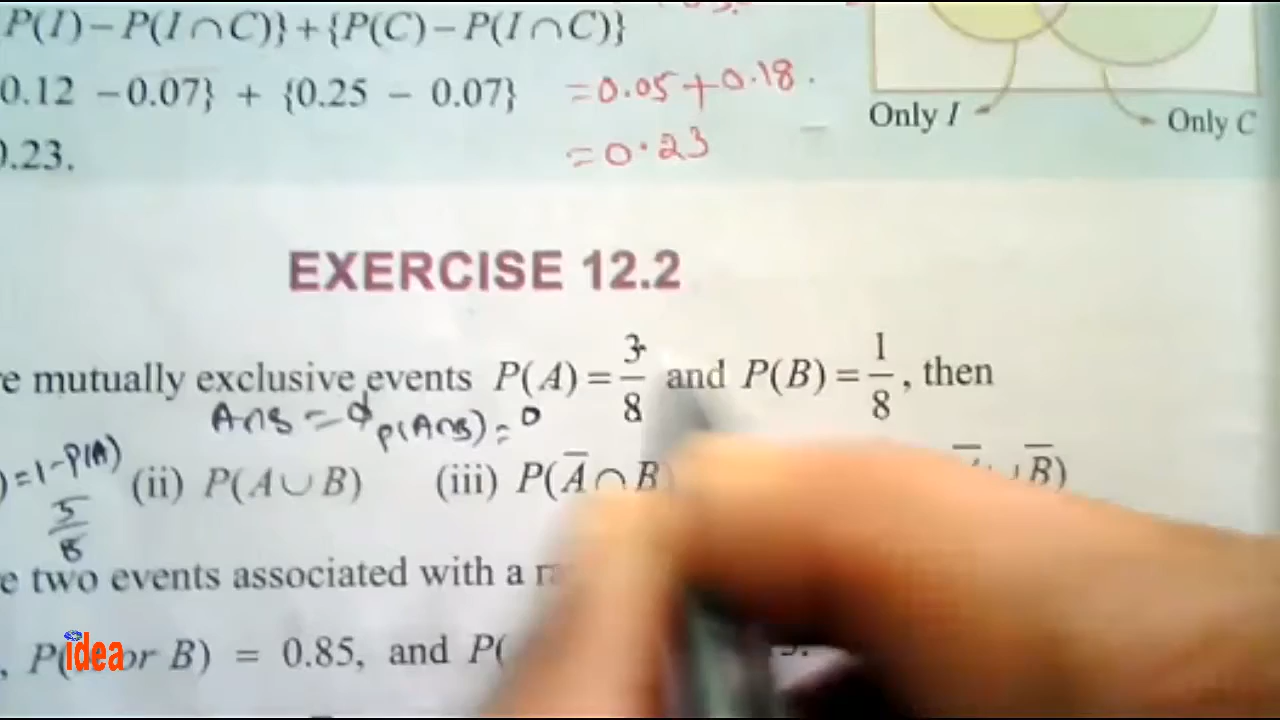 P(I) – P(I ∩ C)} + {P(C) – P(I ∩ C)}
0.12 – 0.07} + {0.25 – 0.07} = 0.05 + 0.18
Only I Only C
0.23. = 0.23
EXERCISE 12.2
e mutually exclusive events P(A) = 3/8 and P(B) = 1/8, then
A∩B = ϕ P(A∩B) = 0
) = 1 - P(A)
5/8
(ii) P(A ∪ B) (iii) P(A̅ ∩ B ∪ B̅)
e two events associated with a
, P( or B) = 0.85, and P(
idea